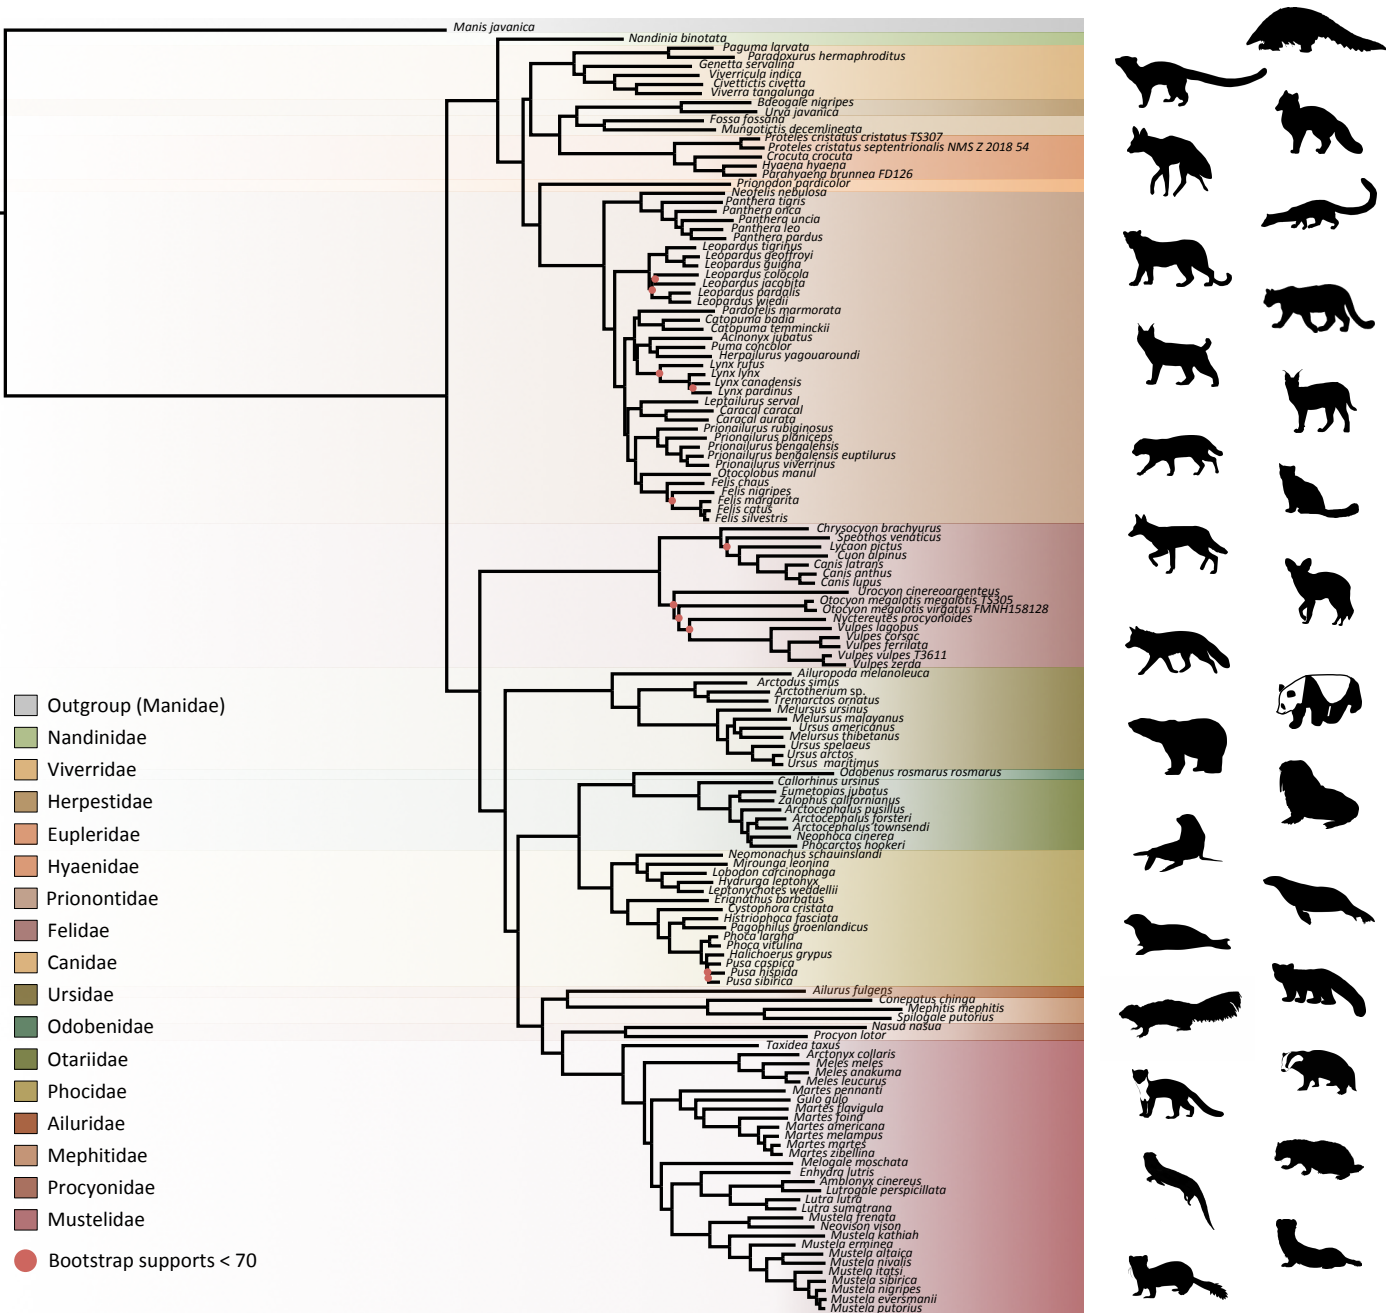 Manis javanica
Nandinia binotata
Paguma larvata
Paradoxurus hermaphroditus
Genetta servalina
Viverricula indica
Civettictis civetta
Viverra tangalunga
Bdeogale nigripes
Urva javanica
Fossa fossana
Mungotictis decemlineata
Proteles cristatus cristatus TS307
Proteles cristatus septentrionalis NMS Z 2018 54
Crocuta crocuta
Hyaena hyaena
Parahyaena brunnea FD126
Prionodon pardicolor
Neofelis nebulosa
Panthera tigris
Panthera onca
Panthera uncia
Panthera leo
Panthera pardus
Leopardus tigrinus
Leopardus geoffroyi
Leopardus guigna
Leopardus colocola
Leopardus jacobita
Leopardus pardalis
Leopardus wiedii
Pardofelis marmorata
Catopuma badia
Catopuma temminckii
Acinonyx jubatus
Puma concolor
Herpailurus yagouaroundi
Lynx rufus
Lynx lynx
Lynx canadensis
Lynx pardinus
Leptailurus serval
Caracal caracal
Caracal aurata
Prionailurus rubiginosus
Prionailurus planiceps
Prionailurus bengalensis
Prionailurus bengalensis euptilurus
Prionailurus viverrinus
Otocolobus manul
Felis chaus
Felis nigripes
Felis margarita
Felis catus
Felis silvestris
Chrysocyon brachyurus
Speothos venaticus
Lycaon pictus
Cuon alpinus
Canis latrans
Canis anthus
Canis lupus
Urocyon cinereoargenteus
Otocyon megalotis megalotis TS305
Otocyon megalotis virgatus FMNH158128
Nyctereutes procyonoides
Vulpes lagopus
Vulpes corsac
Vulpes ferrilata
Vulpes vulpes T3611
Vulpes zerda
Ailuropoda melanoleuca
Arctodus simus
Arctotherium sp.
Tremarctos ornatus
Melursus ursinus
Melursus malayanus
Ursus americanus
Melursus thibetanus
Ursus spelaeus
Ursus arctos
Ursus maritimus
Odobenus rosmarus rosmarus
Callorhinus ursinus
Eumetopias jubatus
Zalophus californianus
Arctocephalus pusillus
Arctocephalus forsteri
Arctocephalus townsendi
Neophoca cinerea
Phocarctos hookeri
Neomonachus schauinslandi
Mirounga leonina
Lobodon carcinophaga
Hydrurga leptonyx
Leptonychotes weddellii
Erignathus barbatus
Cystophora cristata
Histriophoca fasciata
Pagophilus groenlandicus
Phoca largha
Phoca vitulina
Halichoerus grypus
Pusa caspica
Pusa hispida
Pusa sibirica
Ailurus fulgens
Conepatus chinga
Mephitis mephitis
Spilogale putorius
Nasua nasua
Procyon lotor
Taxidea taxus
Arctonyx collaris
Meles meles
Meles anakuma
Meles leucurus
Martes pennanti
Gulo gulo
Martes flavigula
Martes foina
Martes americana
Martes melampus
Martes martes
Martes zibellina
Melogale moschata
Enhydra lutris
Amblonyx cinereus
Lutrogale perspicillata
Lutra lutra
Lutra sumatrana
Mustela frenata
Neovison vison
Mustela kathiah
Mustela erminea
Mustela altaica
Mustela nivalis
Mustela itatsi
Mustela sibirica
Mustela nigripes
Mustela eversmanii
Mustela putorius
Outgroup (Manidae)
Nandinidae
Viverridae
Herpestidae
Eupleridae
Hyaenidae
Prionontidae
Felidae
Canidae
Ursidae
Odobenidae
Otariidae
Phocidae
Ailuridae
Mephitidae
Procyonidae
Mustelidae
Bootstrap supports < 70